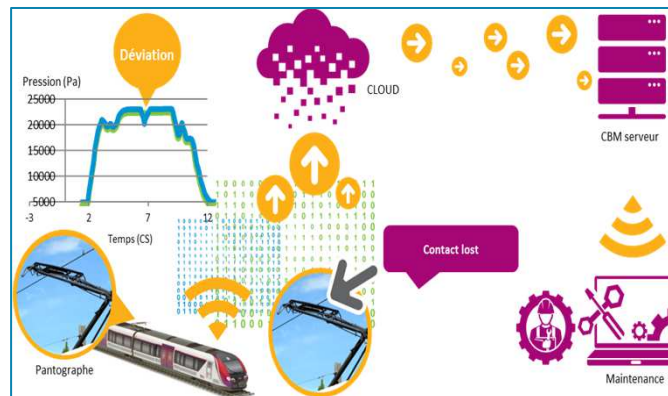 Déviation
Pression (Pa)
25000
20000
15000
10000
5000
-3
2
7
12
Temps (CS)
CLOUD
CBM serveur
Contact lost
Pantographe
Maintenance